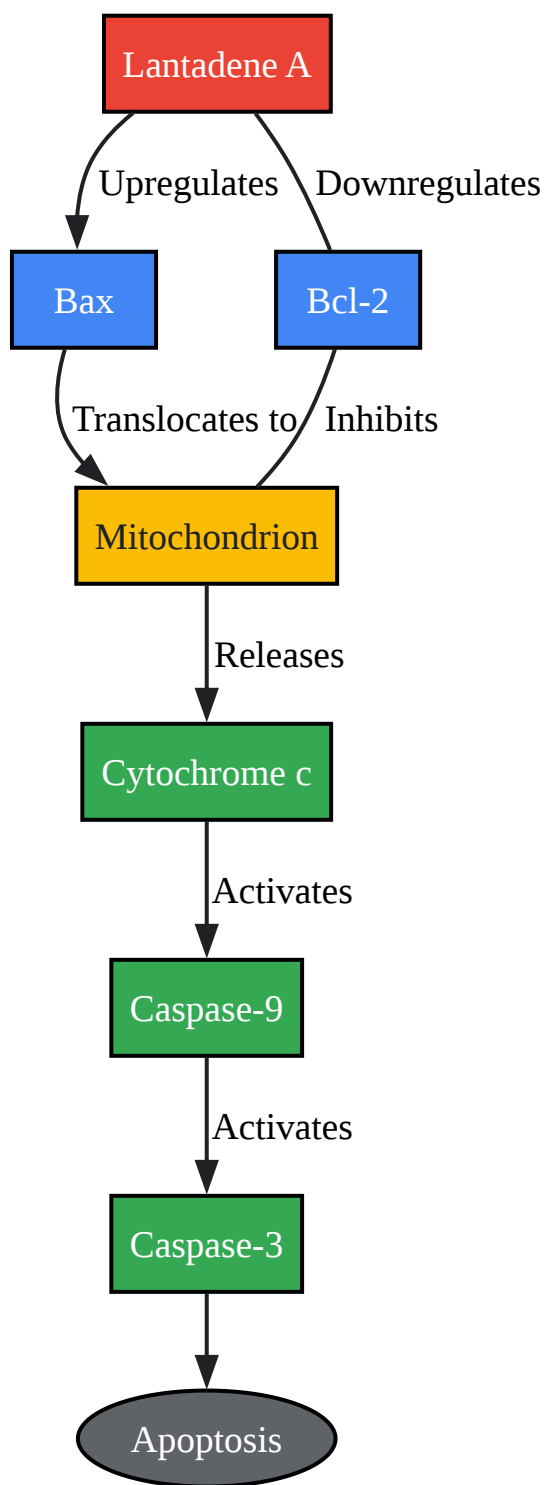 Lantadene A
Upregulates
Downregulates
Bax
Bcl-2
Translocates to
Inhibits
Mitochondrion
Releases
Cytochrome c
Activates
Caspase-9
Activates
Caspase-3
Apoptosis